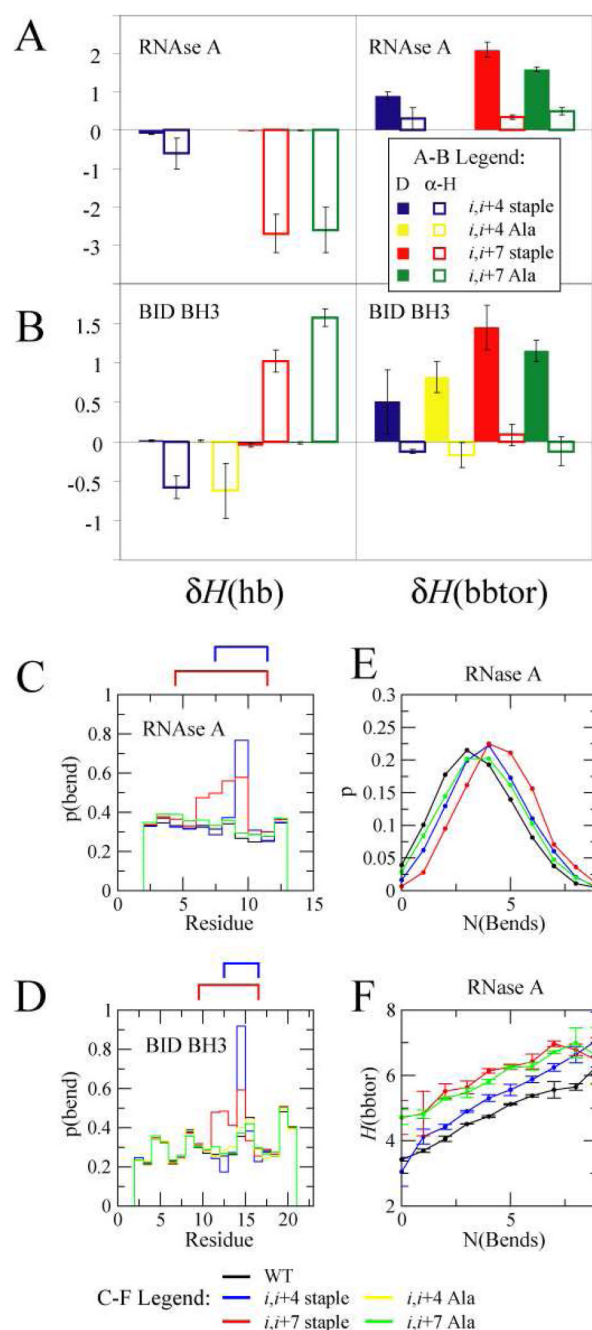 A
RNAse A
RNAse A
2
1
0
-1
-2
-3
A-B Legend:
D α-H
i,i+4 staple
i,i+4 Ala
i,i+7 staple
i,i+7 Ala
B
BID BH3
BID BH3
1.5
1
0.5
0
-0.5
-1
δH(hb)
δH(bbtor)
C
RNAse A
p(bend)
1
0.8
0.6
0.4
0.2
0
0 5 10 15
Residue
E
RNase A
p
0.3
0.25
0.2
0.15
0.1
0.05
0
0 5
N(Bends)
D
BID BH3
p(bend)
1
0.8
0.6
0.4
0.2
0
0 5 10 15 20
Residue
F
RNase A
H(bbtor)
8
6
4
2
0 5
N(Bends)
C-F Legend:
WT
i,i+4 staple
i,i+4 Ala
i,i+7 staple
i,i+7 Ala